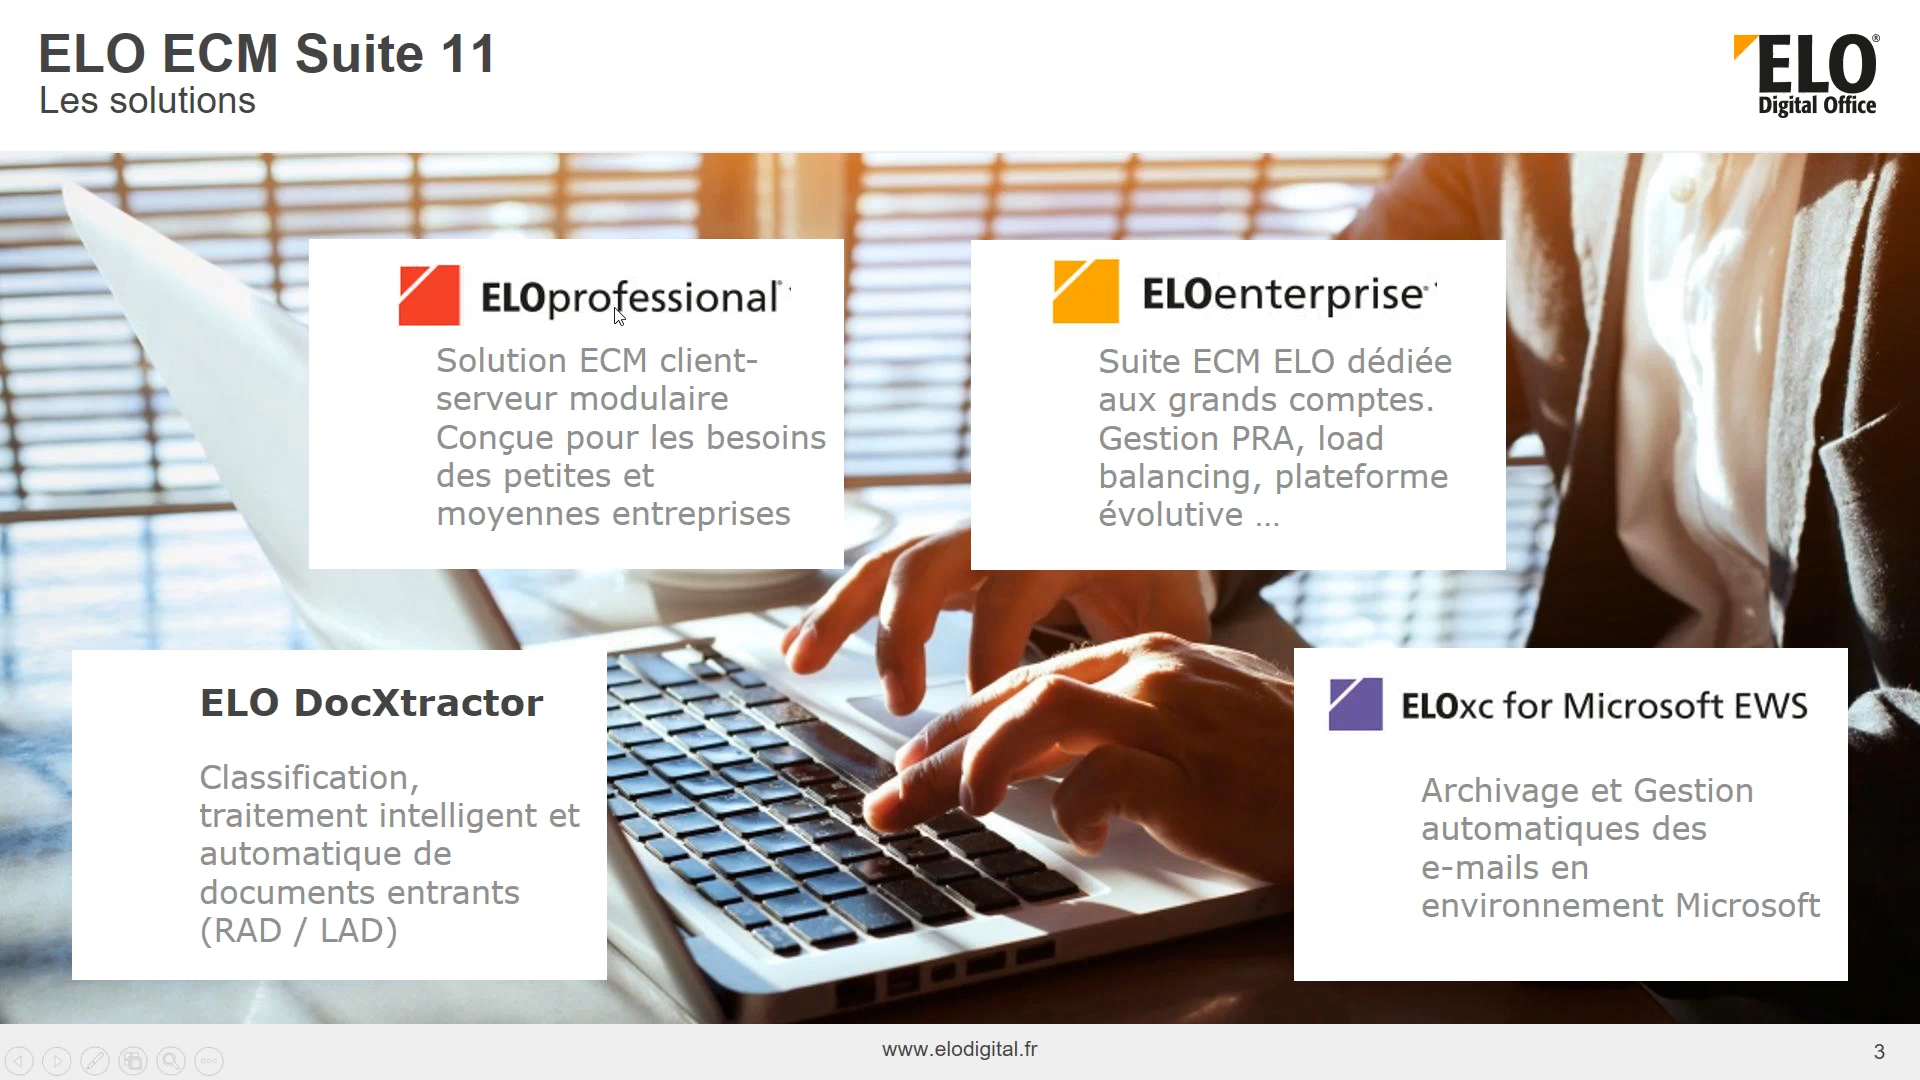 ELO ECM Suite 11
Les solutions
ELO®
Digital Office
ELOprofessional
Solution ECM client-
serveur modulaire
Conçue pour les besoins
des petites et
moyennes entreprises
ELOenterprise
Suite ECM ELO dédiée
aux grands comptes.
Gestion PRA, load
balancing, plateforme
évolutive ...
ELO DocXtractor
Classification,
traitement intelligent et
automatique de
documents entrants
(RAD / LAD)
ELOxc for Microsoft EWS
Archivage et Gestion
automatiques des
e-mails en
environnement Microsoft
www.elodigital.fr
3